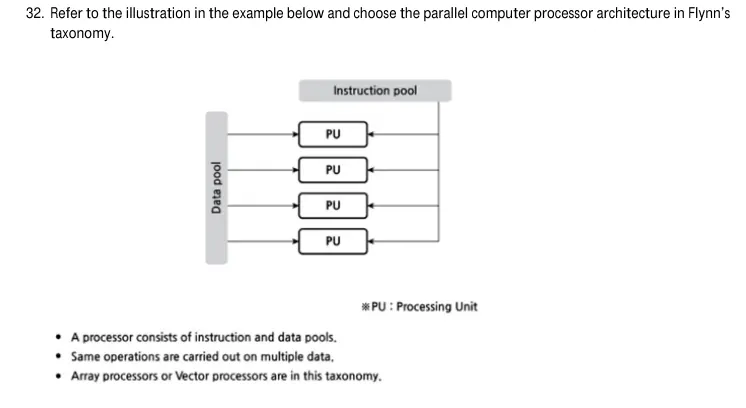 32. Refer to the illustration in the example below and choose the parallel computer processor architecture in Flynn's
taxonomy.
Instruction pool
Data pool
PU
PU
PU
PU
※PU : Processing Unit
• A processor consists of instruction and data pools.
• Same operations are carried out on multiple data.
• Array processors or Vector processors are in this taxonomy.